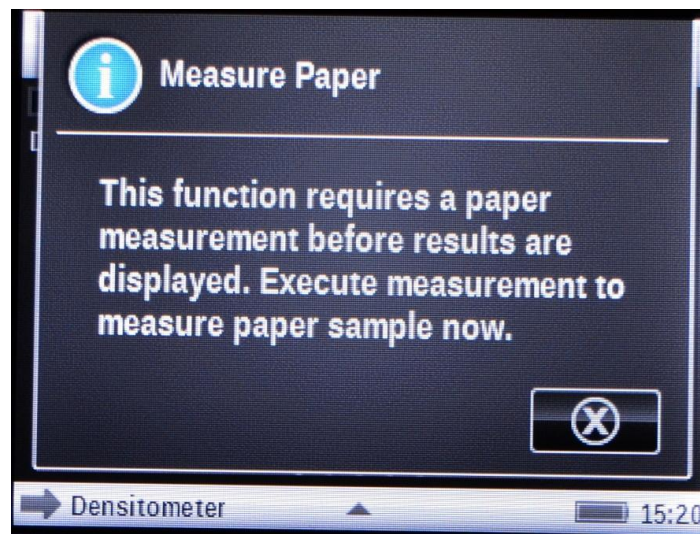 Measure Paper
This function requires a paper
measurement before results are
displayed. Execute measurement to
measure paper sample now.
Densitometer
15:20